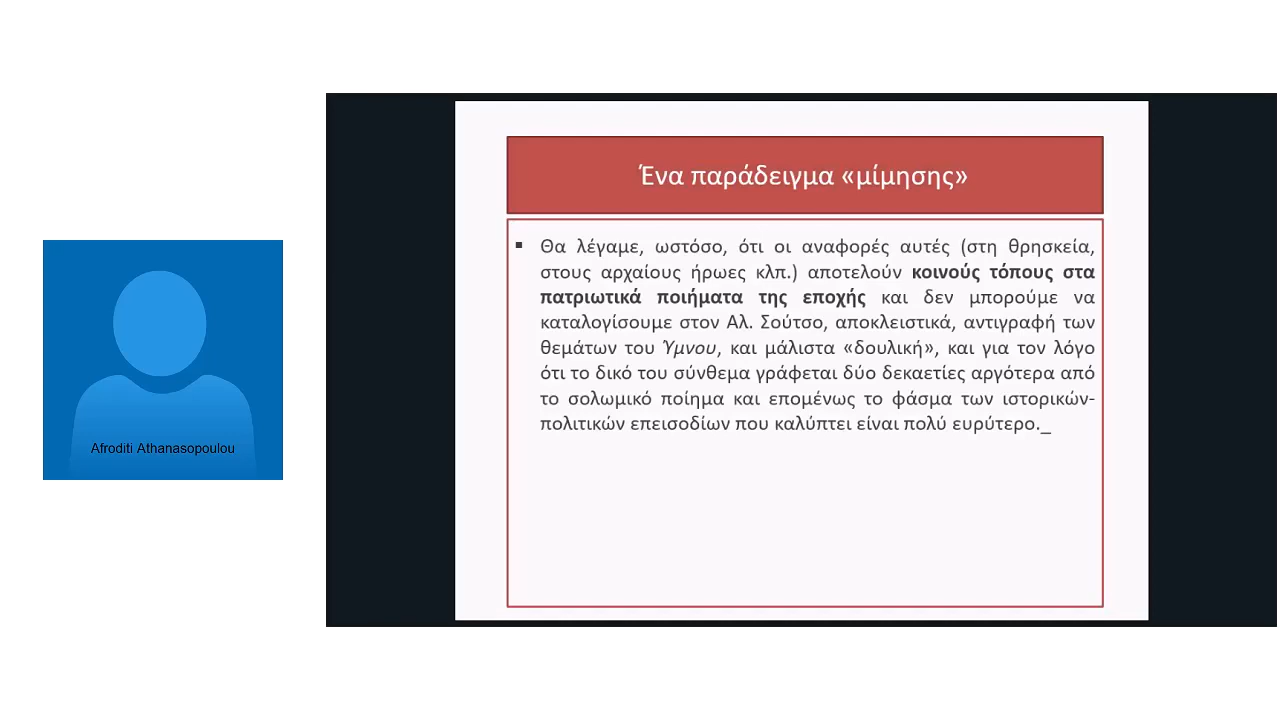 Ένα παράδειγμα «μίμησης»
▪ Θα λέγαμε, ωστόσο, ότι οι αναφορές αυτές (στη θρησκεία,
στους αρχαίους ήρωες κλπ.) αποτελούν κοινούς τόπους στα
πατριωτικά ποιήματα της εποχής και δεν μπορούμε να
καταλογίσουμε στον Αλ. Σούτσο, αποκλειστικά, αντιγραφή των
θεμάτων του Ύμνου, και μάλιστα «δουλική», και για τον λόγο
ότι το δικό του σύνθεμα γράφεται δύο δεκαετίες αργότερα από
το σολωμικό ποίημα και επομένως το φάσμα των ιστορικών-
πολιτικών επεισοδίων που καλύπτει είναι πολύ ευρύτερο._
Afroditi Athanasopoulou